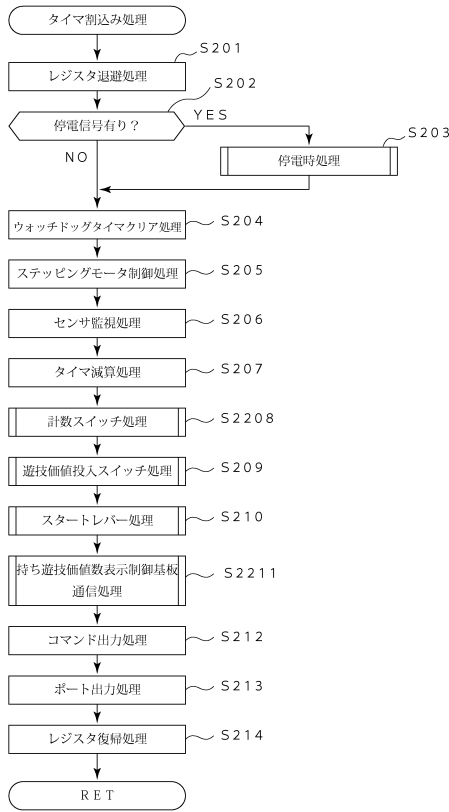 タイマ割込み処理
S201
レジスタ退避処理
S202
停電信号有り？
YES
NO
S203
停電時処理
ウォッチドッグタイマクリア処理
S204
ステッピングモータ制御処理
S205
センサ監視処理
S206
タイマ減算処理
S207
計数スイッチ処理
S2208
遊技価値投入スイッチ処理
S209
スタートレバー処理
S210
持ち遊技価値数表示制御基板
通信処理
S2211
コマンド出力処理
S212
ポート出力処理
S213
レジスタ復帰処理
S214
RET